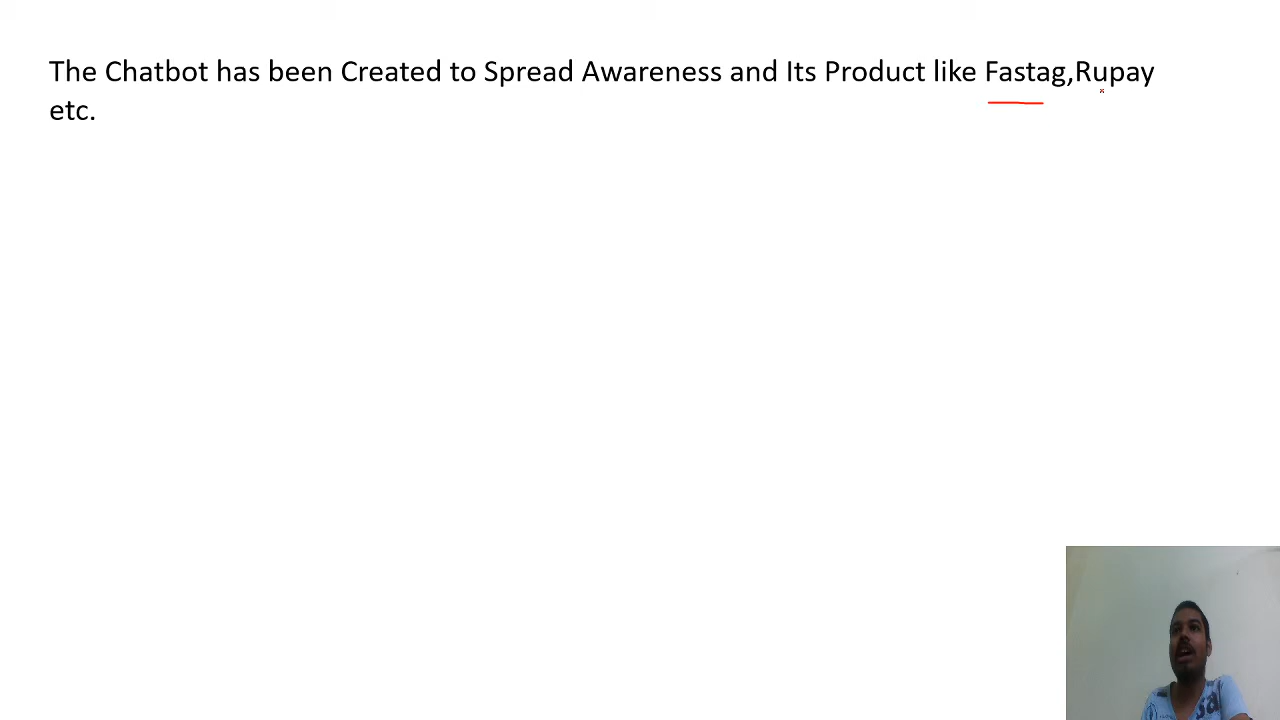 The Chatbot has been Created to Spread Awareness and Its Product like Fastag,Rupay
etc.